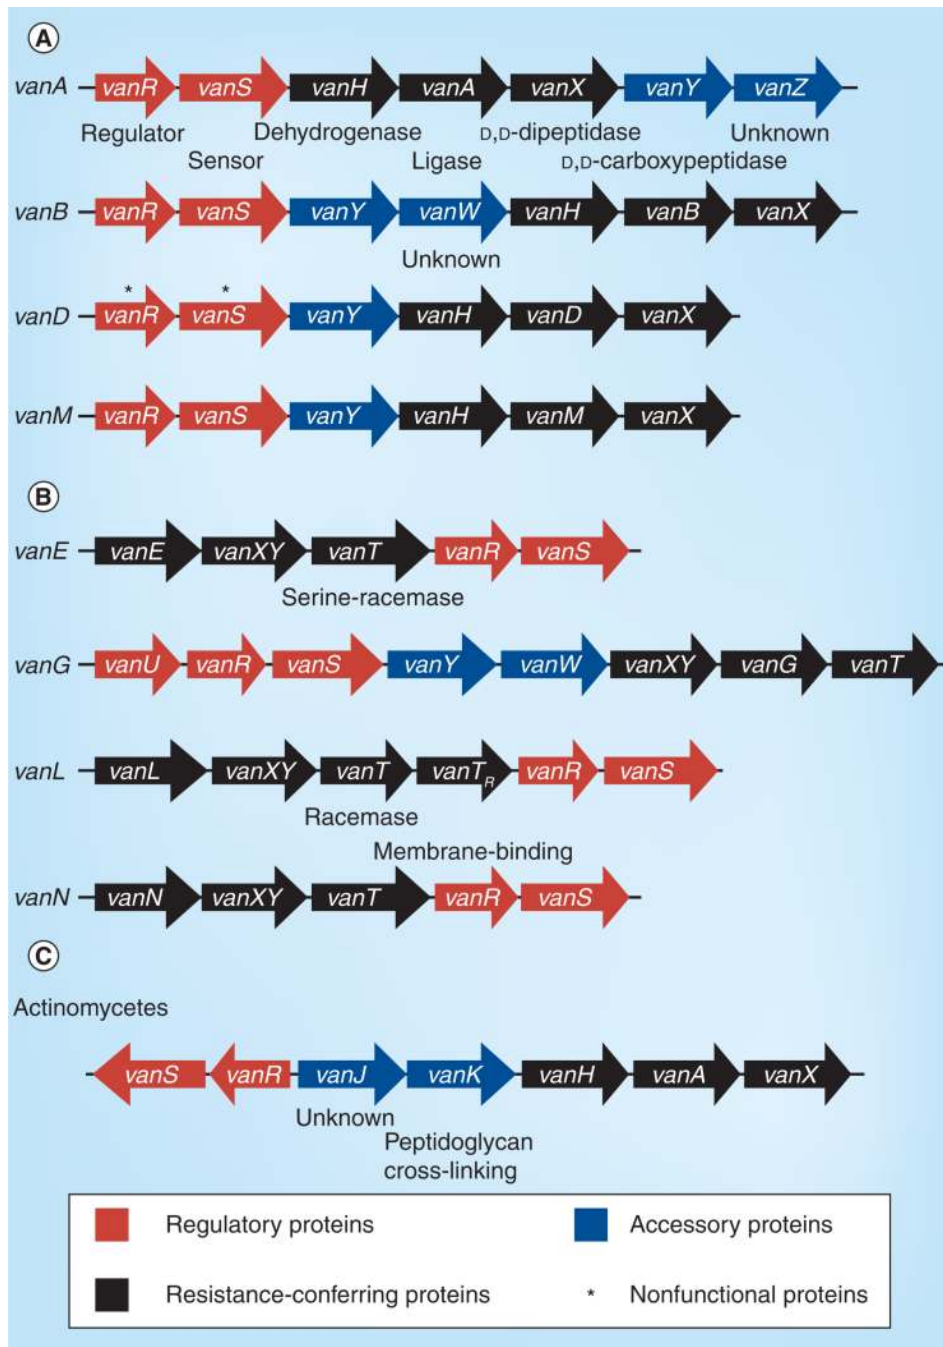 A
vanA vanR vanS vanH vanA vanX vanY vanZ
Regulator Dehydrogenase D,D-dipeptidase Unknown
Sensor Ligase D,D-carboxypeptidase
vanB vanR vanS vanY vanW vanH vanB vanX
Unknown
* *
vanD vanR vanS vanY vanH vanD vanX
vanM vanR vanS vanY vanH vanM vanX
B
vanE vanE vanXY vanT vanR vanS
Serine-racemase
vanG vanU vanR vanS vanY vanW vanXY vanG vanT
vanL vanL vanXY vanT vanTR vanR vanS
Racemase
Membrane-binding
vanN vanN vanXY vanT vanR vanS
C
Actinomycetes
vanS vanR vanJ vanK vanH vanA vanX
Unknown
Peptidoglycan
cross-linking
Regulatory proteins Accessory proteins
Resistance-conferring proteins * Nonfunctional proteins